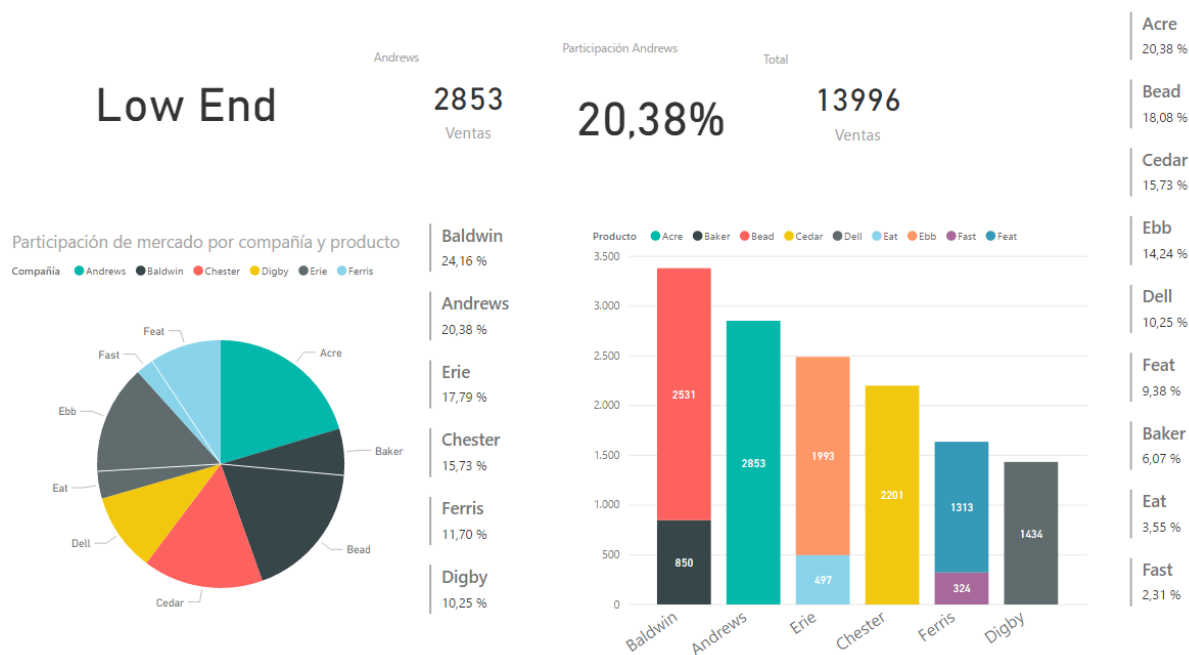 Low End
Andrews
2853
Ventas
Participación Andrews
20,38%
Total
13996
Ventas
Participación de mercado por compañía y producto
Compañía Andrews Baldwin Chester Digby Erie Ferris
Feat
Fast
Acre
Ebb
Baker
Eat
Dell
Bead
Cedar
Baldwin
24,16 %
Andrews
20,38 %
Erie
17,79 %
Chester
15,73 %
Ferris
11,70 %
Digby
10,25 %
Producto Acre Baker Bead Cedar Dell Eat Ebb Fast Feat
3.500
3.000
2.500
2.000
1.500
1.000
500
0
2531
850
2853
1993
497
2201
1313
324
1434
Baldwin
Andrews
Erie
Chester
Ferris
Digby
Acre
20,38 %
Bead
18,08 %
Cedar
15,73 %
Ebb
14,24 %
Dell
10,25 %
Feat
9,38 %
Baker
6,07 %
Eat
3,55 %
Fast
2,31 %